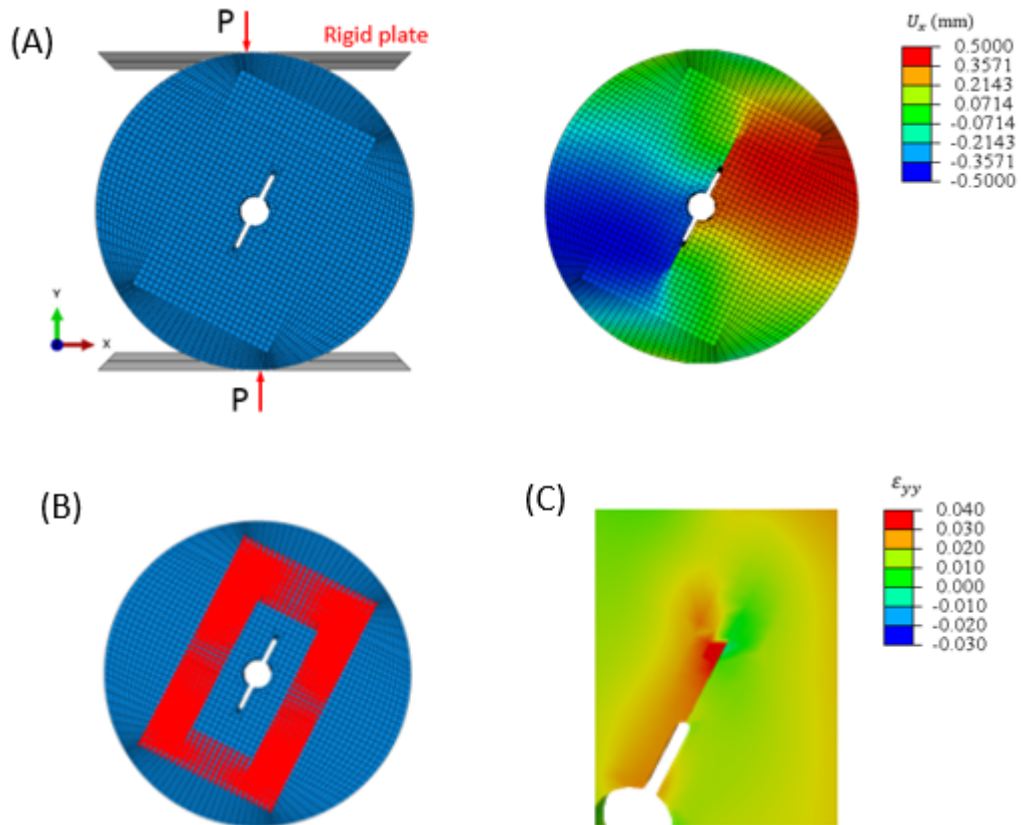 (A)
P
Rigid plate
Y
X
P
U_x (mm)
0.5000
0.3571
0.2143
0.0714
-0.0714
-0.2143
-0.3571
-0.5000
(B)
(C)
ε_yy
0.040
0.030
0.020
0.010
0.000
-0.010
-0.020
-0.030